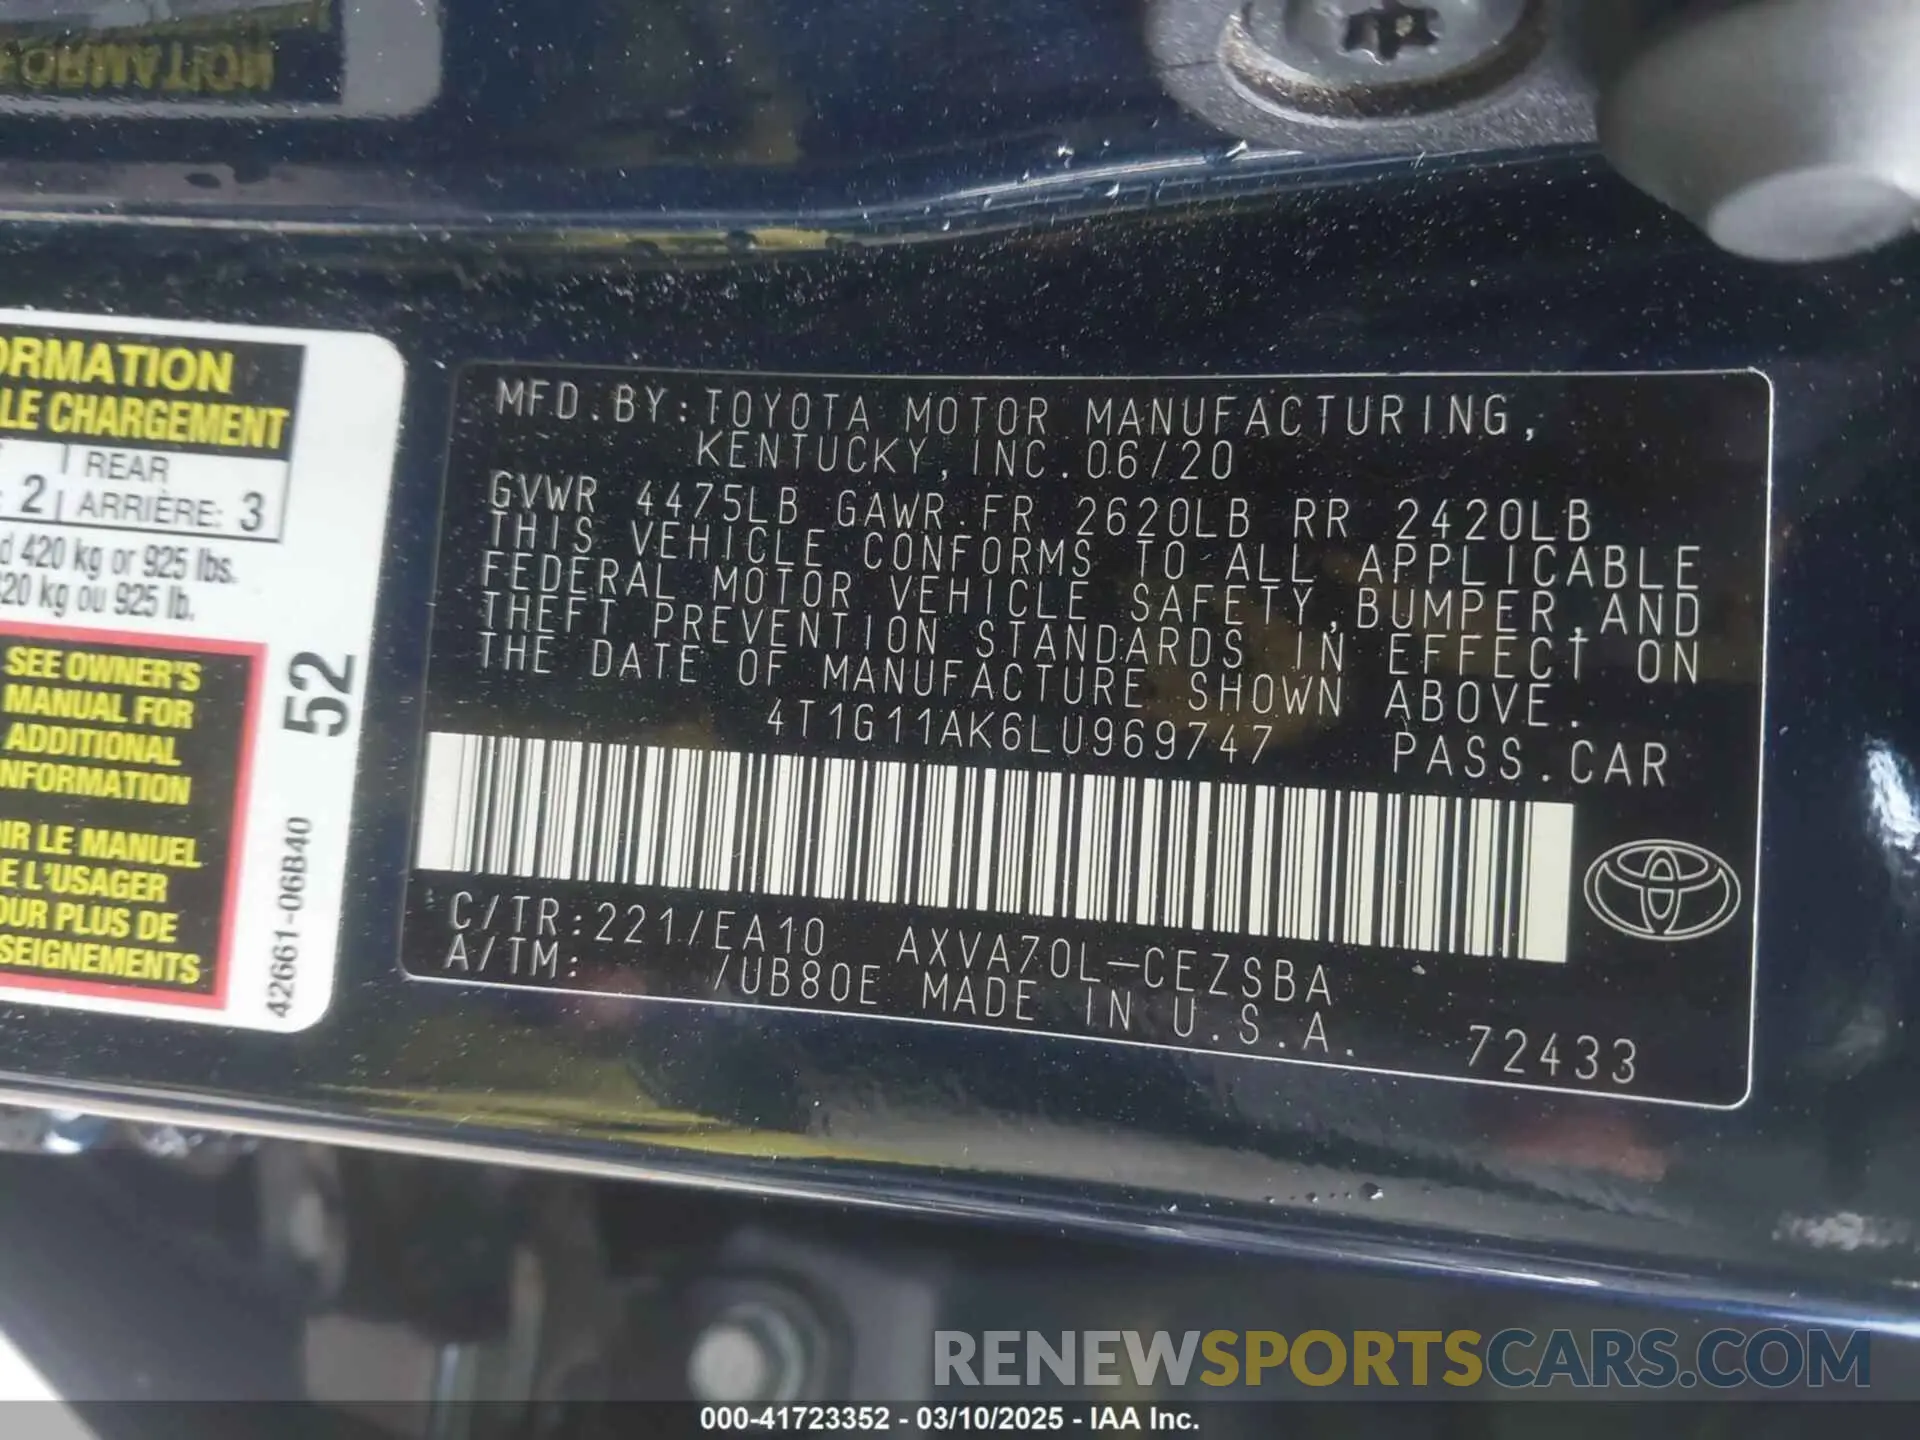 ORMATION
LE CHARGEMENT
REAR
2 ARRIÈRE: 3
d 420 kg or 925 lbs.
20 kg ou 925 lb.
SEE OWNER'S
MANUAL FOR
ADDITIONAL
NFORMATION
IR LE MANUEL
E L'USAGER
OUR PLUS DE
SEIGNEMENTS
52
42661-06B40
MFD.BY:TOYOTA MOTOR MANUFACTURING,
KENTUCKY,INC.06/20
GVWR 4475LB GAWR.FR 2620LB RR 2420LB
THIS VEHICLE CONFORMS TO ALL APPLICABLE
FEDERAL MOTOR VEHICLE SAFETY,BUMPER,AND
THEFT PREVENTION STANDARDS IN EFFECT ON
THE DATE OF MANUFACTURE SHOWN ABOVE.
4T1G11AK6LU969747 PASS.CAR
C/TR:221/EA10 AXVA70L-CEZSBA
A/TM: /UB80E MADE IN U.S.A. 72433
RENEWSPORTSCARS.COM
000-41723352 - 03/10/2025 - IAA Inc.